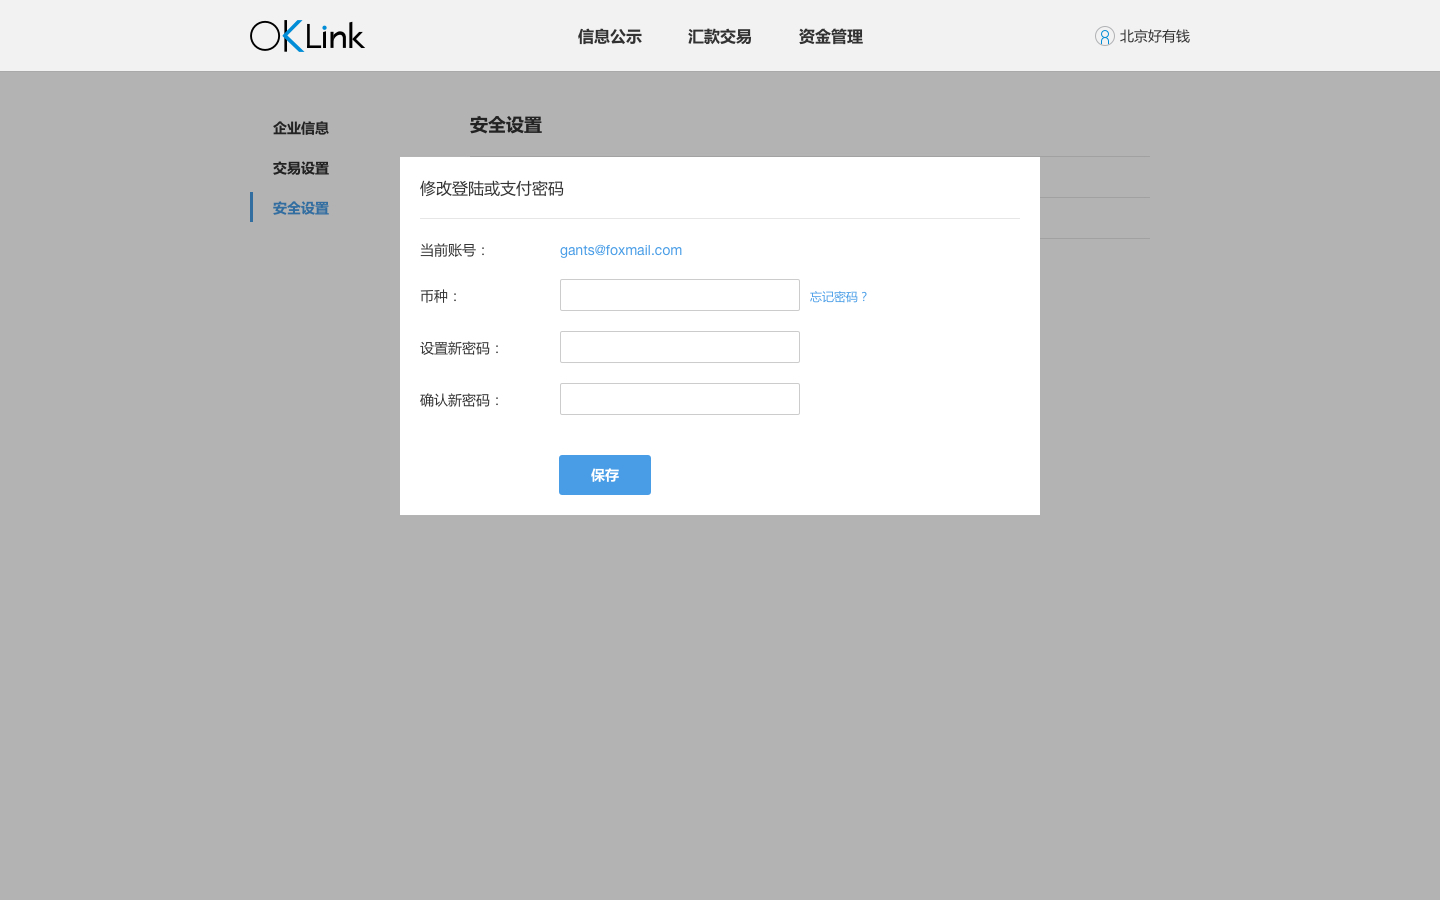 OKLink 信息公示 汇款交易 资金管理 北京好有钱
企业信息
交易设置
安全设置
安全设置
修改登陆或支付密码
当前账号： gants@foxmail.com
币种： 忘记密码？
设置新密码：
确认新密码：
保存